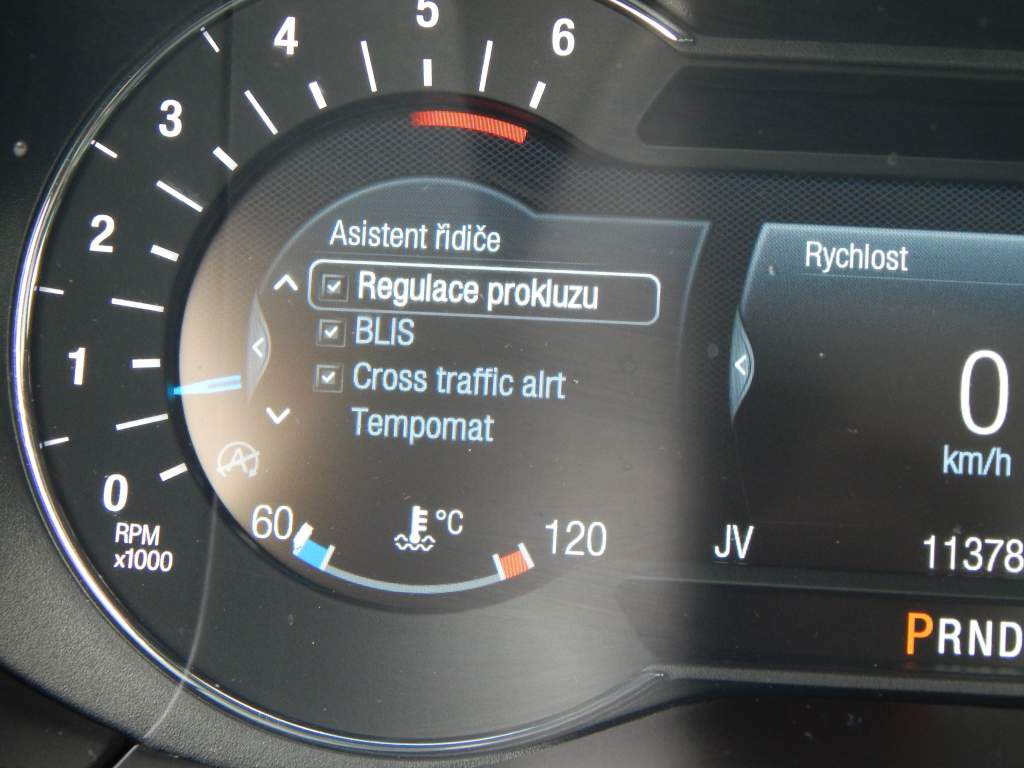 4
5
6
3
2
1
0
RPM
x1000
Asistent řidiče
Regulace prokluzu
BLIS
Cross traffic alrt
Tempomat
A
60
°C
120
Rychlost
0
km/h
JV
11378
PRND